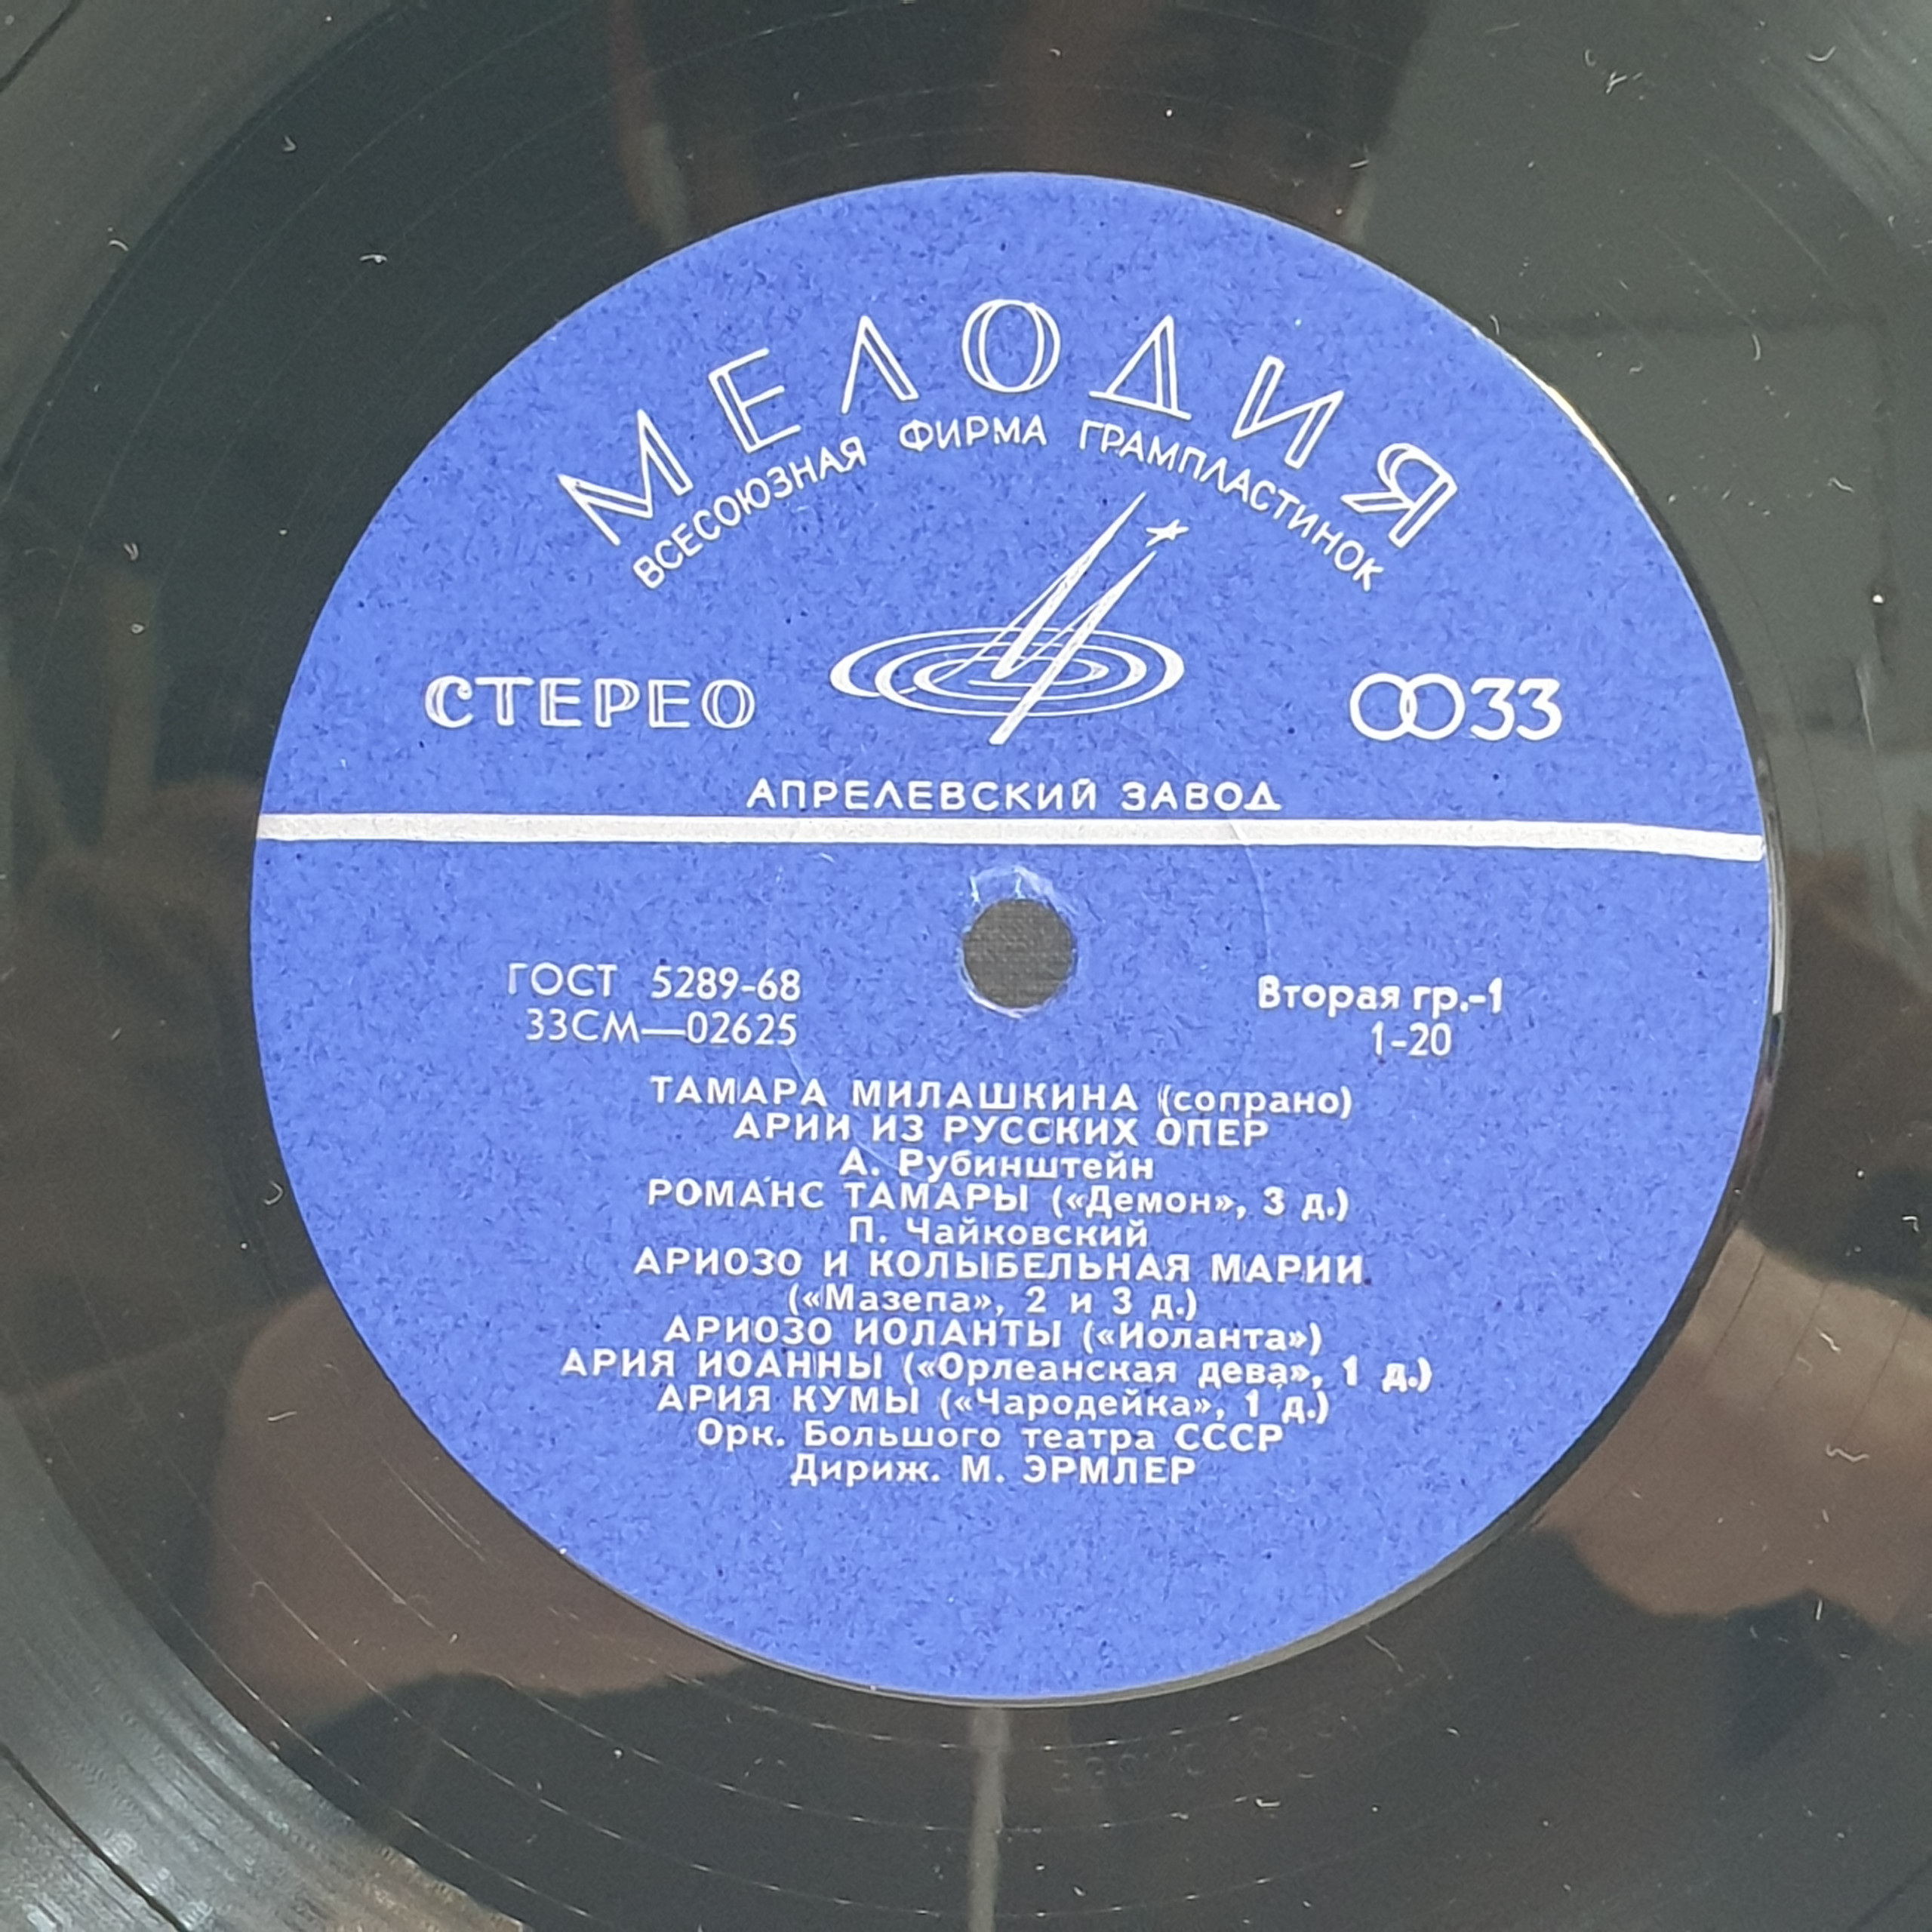 МЕЛОДИЯ
ВСЕСОЮЗНАЯ ФИРМА ГРАМПЛАСТИНОК
СТЕРЕО
33
АПРЕЛЕВСКИЙ ЗАВОД
ГОСТ 5289-68
33СМ—02625
Вторая гр.-1
1-20
ТАМАРА МИЛАШКИНА (сопрано)
АРИИ ИЗ РУССКИХ ОПЕР
А. Рубинштейн
РОМАНС ТАМАРЫ («Демон», 3 д.)
П. Чайковский
АРИОЗО И КОЛЫБЕЛЬНАЯ МАРИИ
(«Мазепа», 2 и 3 д.)
АРИОЗО ИОЛАНТЫ («Иоланта»)
АРИЯ ИОАННЫ («Орлеанская дева», 1 д.)
АРИЯ КУМЫ («Чародейка», 1 д.)
Орк. Большого театра СССР
Дириж. М. ЭРМЛЕР